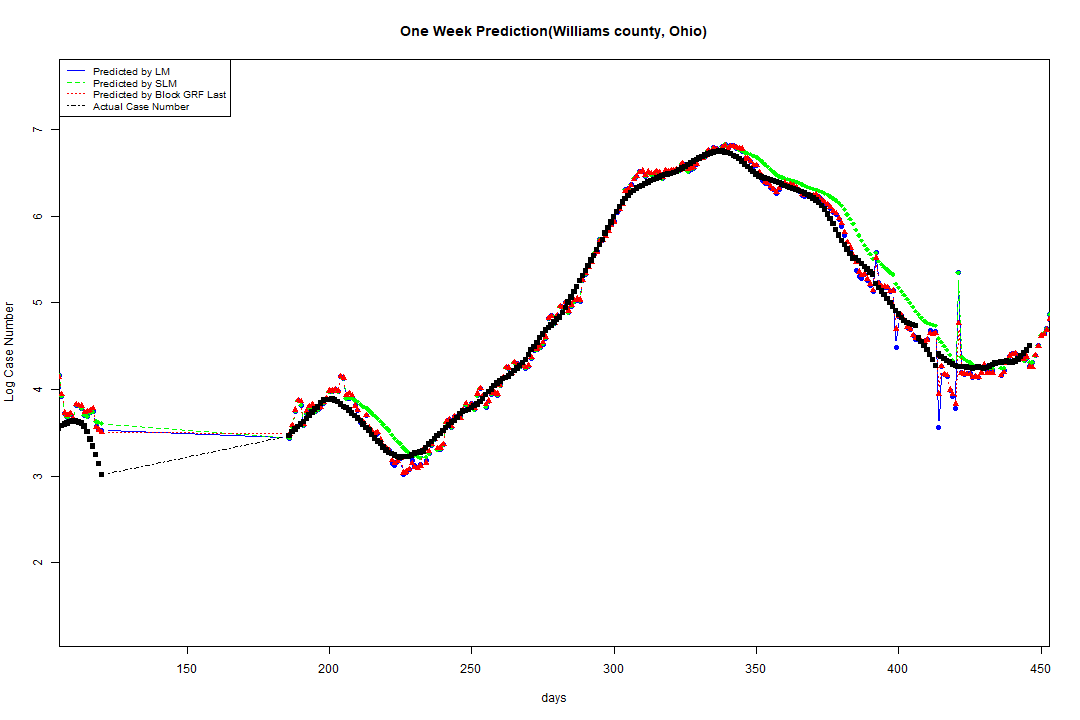 One Week Prediction(Williams county, Ohio)
Predicted by LM
Predicted by SLM
Predicted by Block GRF Last
Actual Case Number
7
6
5
4
3
2
Log Case Number
150 200 250 300 350 400 450
days